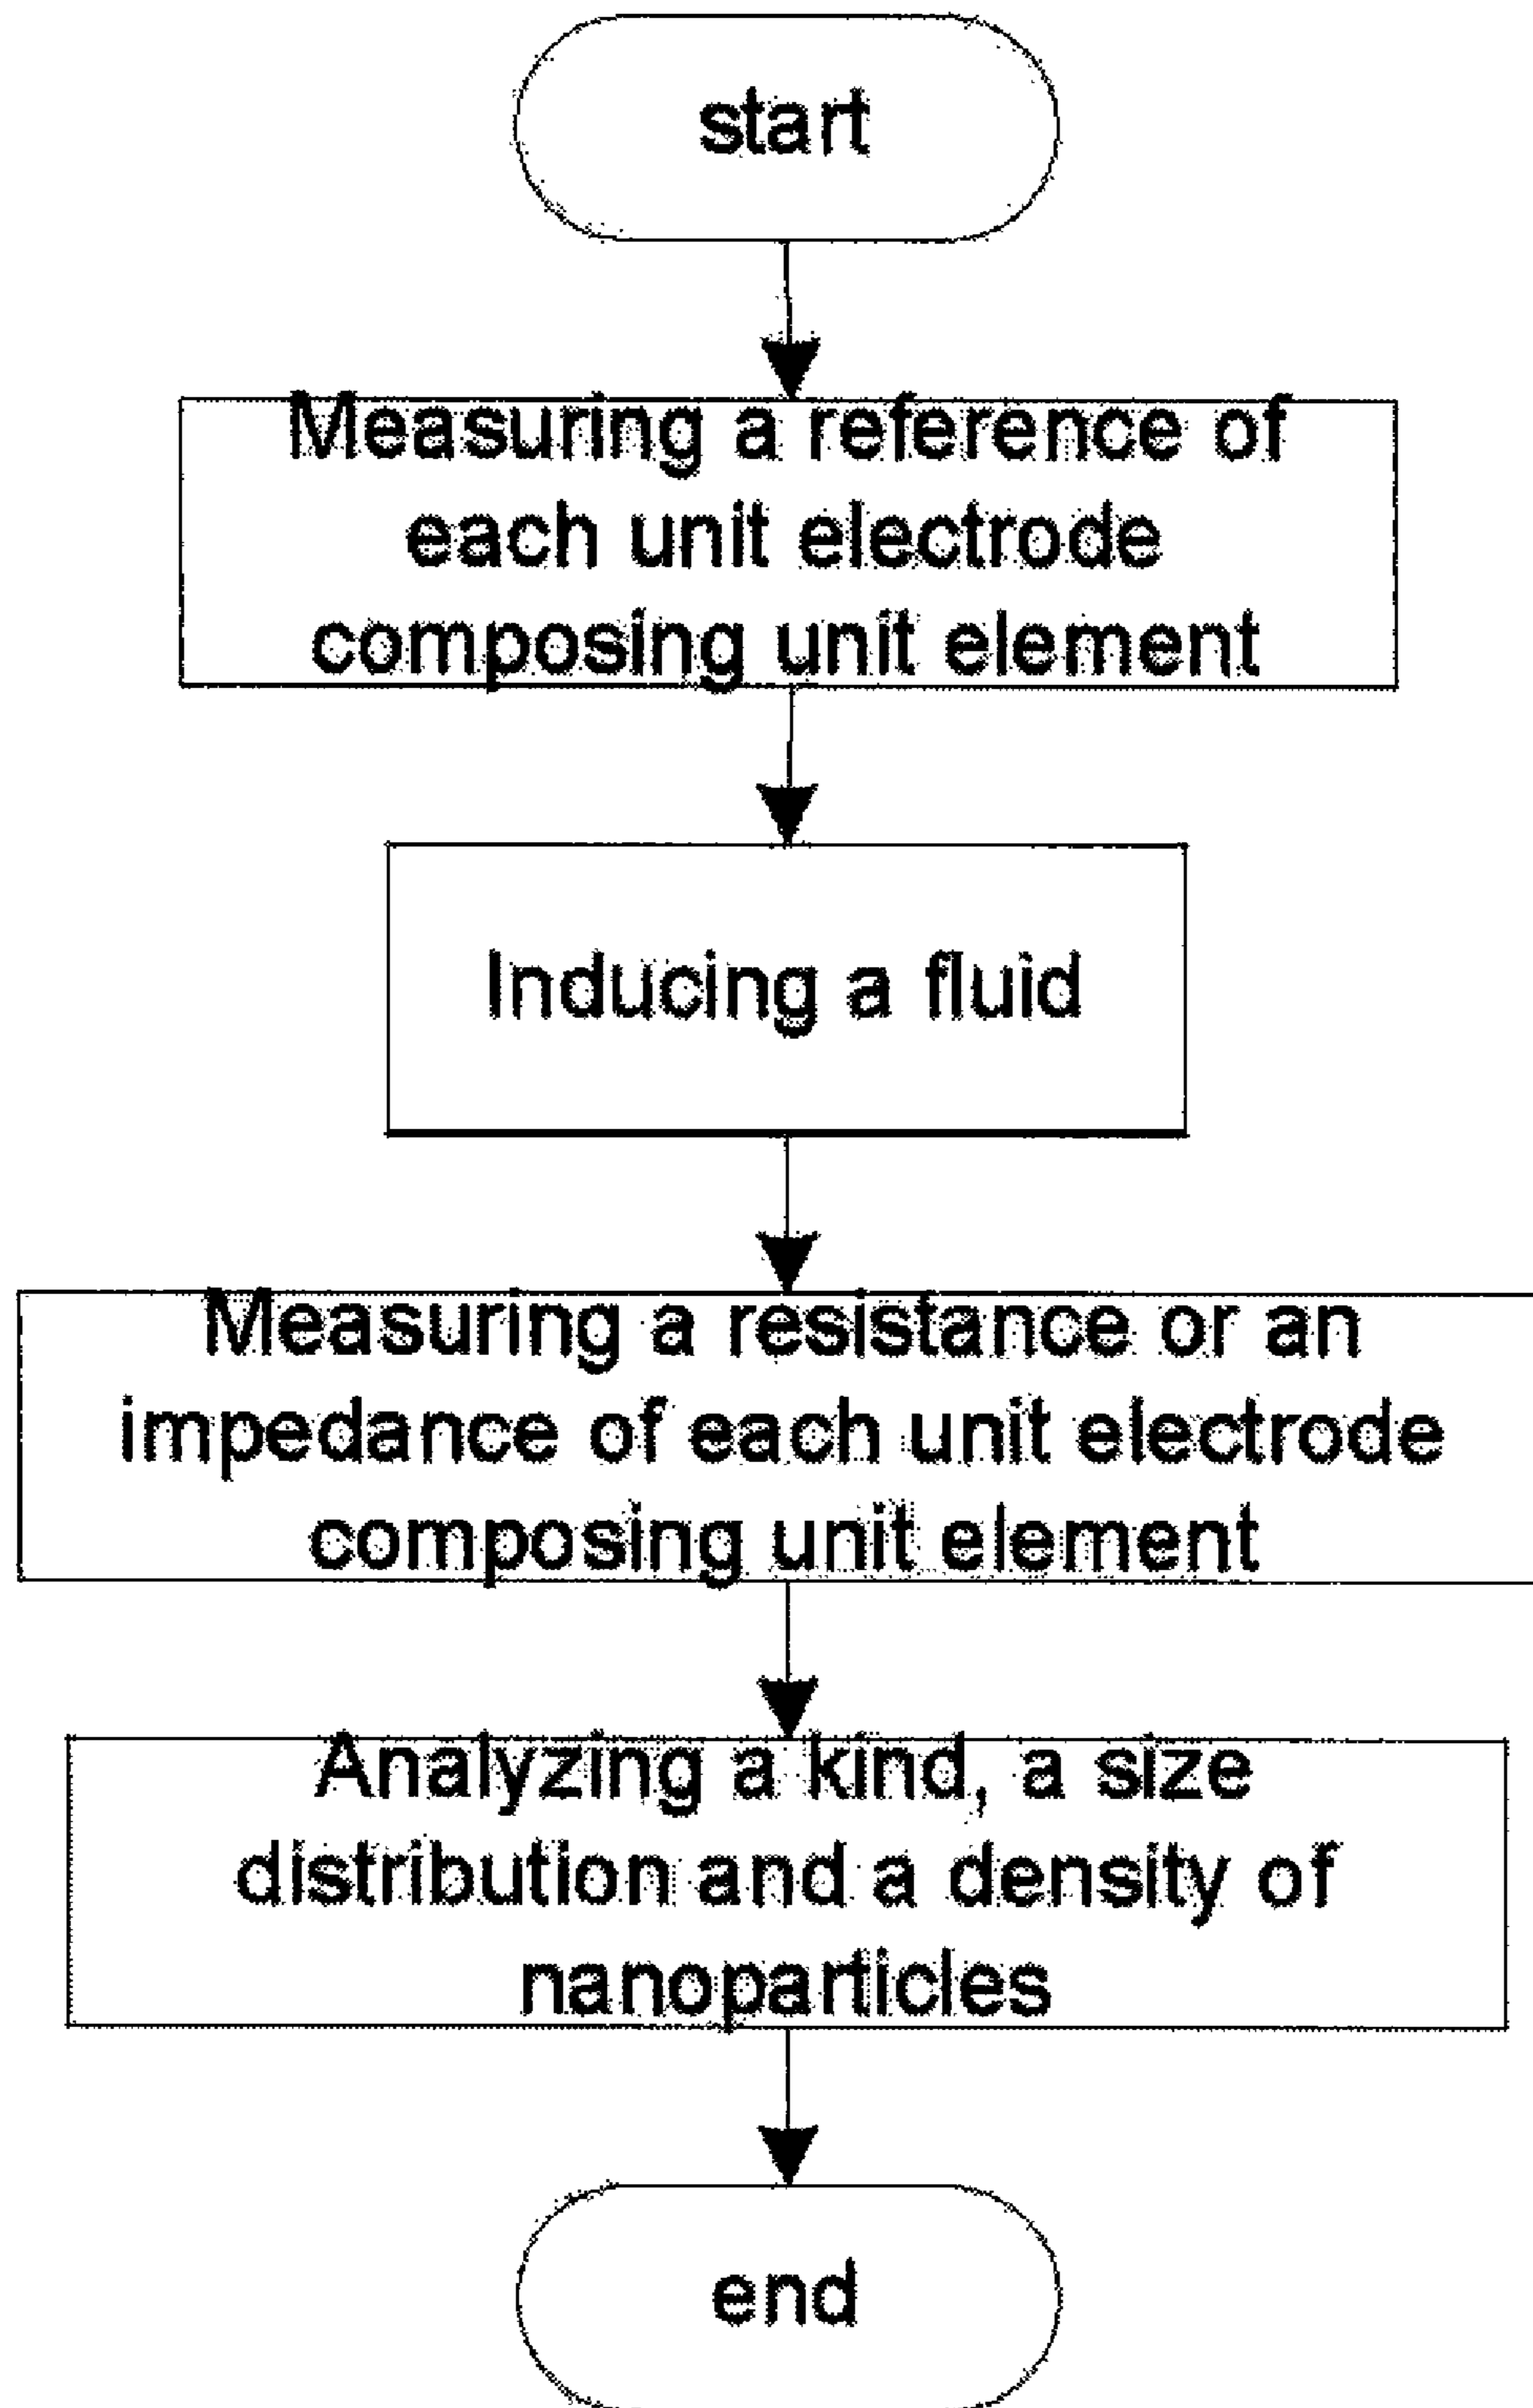 start
Measuring a reference of
each unit electrode
composing unit element
Inducing a fluid
Measuring a resistance or an
impedance of each unit electrode
composing unit element
Analyzing a kind, a size
distribution and a density of
nanoparticles
end